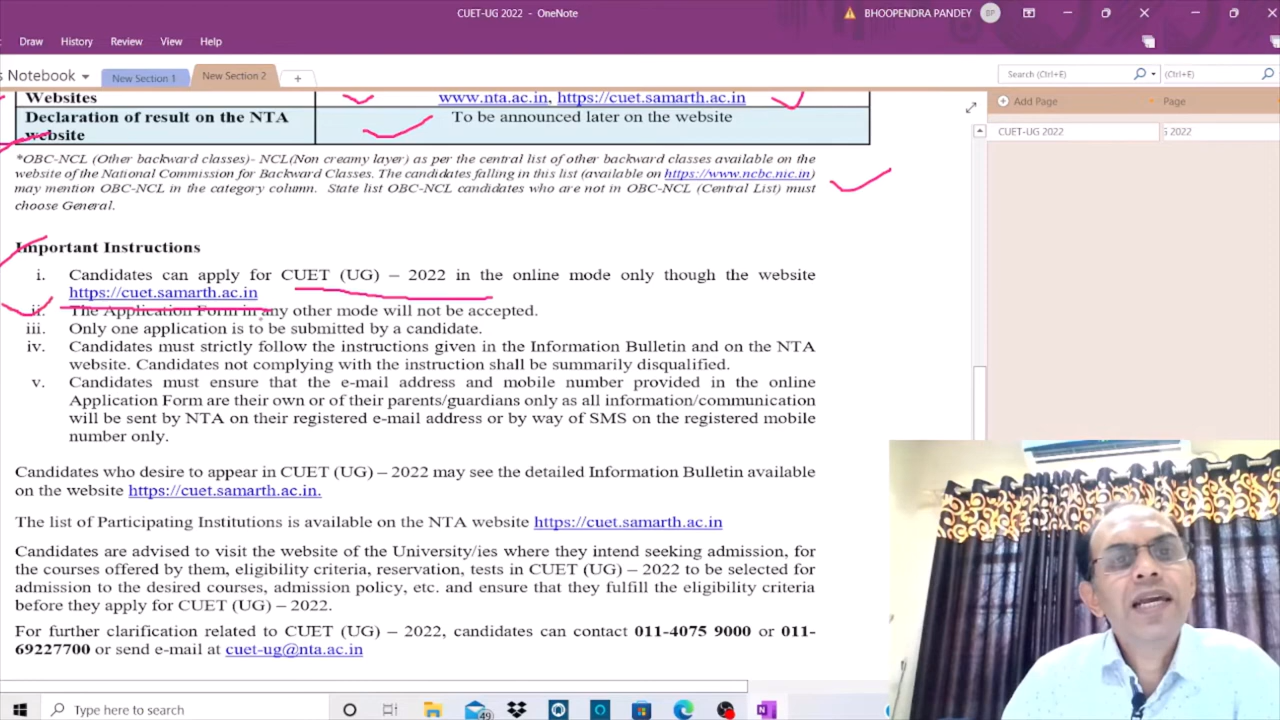 CUET-UG 2022 - OneNote
BHOOPENDRA PANDEY BP
Draw History Review View Help
s Notebook New Section 1 New Section 2 +
Search (Ctrl+E) (Ctrl+E)
Add Page Page
CUET-UG 2022 2022
Websites www.nta.ac.in, https://cuet.samarth.ac.in
Declaration of result on the NTA To be announced later on the website
website
*OBC-NCL (Other backward classes)- NCL(Non creamy layer) as per the central list of other backward classes available on the
website of the National Commission for Backward Classes. The candidates falling in this list (available on https://www.ncbc.nic.in)
may mention OBC-NCL in the category column. State list OBC-NCL candidates who are not in OBC-NCL (Central List) must
choose General.
Important Instructions
i. Candidates can apply for CUET (UG) – 2022 in the online mode only though the website
https://cuet.samarth.ac.in
ii. The Application Form in any other mode will not be accepted.
iii. Only one application is to be submitted by a candidate.
iv. Candidates must strictly follow the instructions given in the Information Bulletin and on the NTA
website. Candidates not complying with the instruction shall be summarily disqualified.
v. Candidates must ensure that the e-mail address and mobile number provided in the online
Application Form are their own or of their parents/guardians only as all information/communication
will be sent by NTA on their registered e-mail address or by way of SMS on the registered mobile
number only.
Candidates who desire to appear in CUET (UG) – 2022 may see the detailed Information Bulletin available
on the website https://cuet.samarth.ac.in.
The list of Participating Institutions is available on the NTA website https://cuet.samarth.ac.in
Candidates are advised to visit the website of the University/ies where they intend seeking admission, for
the courses offered by them, eligibility criteria, reservation, tests in CUET (UG) – 2022 to be selected for
admission to the desired courses, admission policy, etc. and ensure that they fulfill the eligibility criteria
before they apply for CUET (UG) – 2022.
For further clarification related to CUET (UG) – 2022, candidates can contact 011-4075 9000 or 011-
69227700 or send e-mail at cuet-ug@nta.ac.in
Type here to search 49